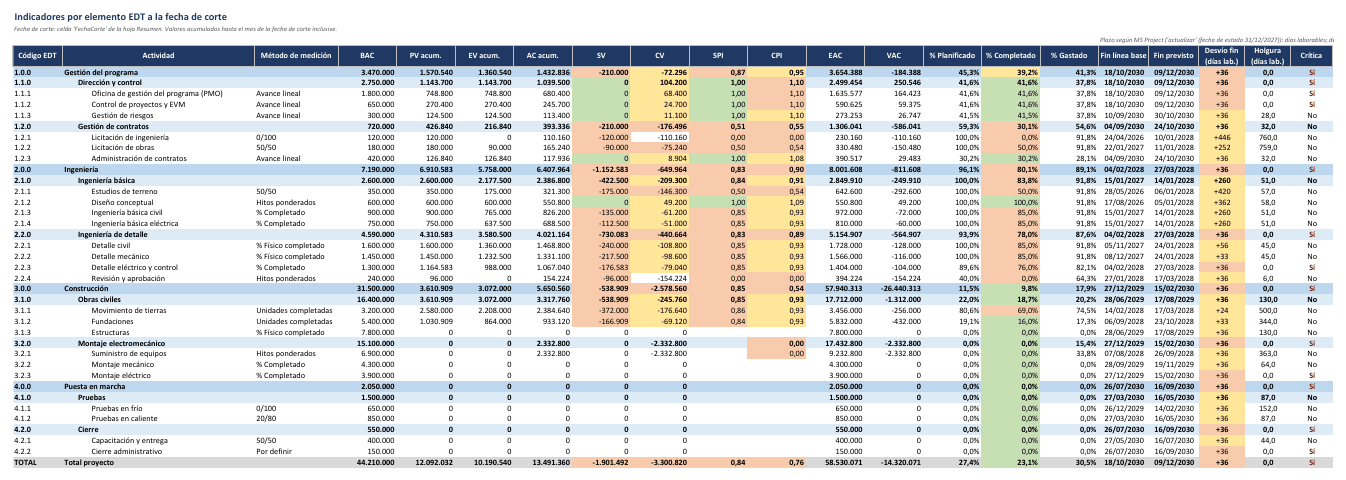 Indicadores por elemento EDT a la fecha de corte
Fecha de corte: celda 'FechaCorte' de la hoja Resumen. Valores acumulados hasta el mes de la fecha de corte inclusive.
Plazo según MS Project ('actualizar' (fecha de estado 31/12/2027)): días laborables; de
Código EDT Actividad Método de medición BAC PV acum. EV acum. AC acum. SV CV SPI CPI EAC VAC % Planificado % Completado % Gastado Fin línea base Fin previsto Desvío fin (días lab.) Holgura (días lab.) Crítica
1.0.0 Gestión del programa 3.470.000 1.570.540 1.360.540 1.432.836 -210.000 -72.296 0,87 0,95 3.654.388 -184.388 45,3% 39,2% 41,3% 18/10/2030 09/12/2030 +36 0,0 Sí
1.1.0 Dirección y control 2.750.000 1.143.700 1.143.700 1.039.500 0 104.200 1,00 1,10 2.499.454 250.546 41,6% 41,6% 37,8% 18/10/2030 09/12/2030 +36 0,0 Sí
1.1.1 Oficina de gestión del programa (PMO) Avance lineal 1.800.000 748.800 748.800 680.400 0 68.400 1,00 1,10 1.635.577 164.423 41,6% 41,6% 37,8% 18/10/2030 09/12/2030 +36 0,0 Sí
1.1.2 Control de proyectos y EVM Avance lineal 650.000 270.400 270.400 245.700 0 24.700 1,00 1,10 590.625 59.375 41,6% 41,6% 37,8% 18/10/2030 09/12/2030 +36 0,0 Sí
1.1.3 Gestión de riesgos Avance lineal 300.000 124.500 124.500 113.400 0 11.100 1,00 1,10 273.253 26.747 41,5% 41,5% 37,8% 10/09/2030 30/10/2030 +36 28,0 No
1.2.0 Gestión de contratos 720.000 426.840 216.840 393.336 -210.000 -176.496 0,51 0,55 1.306.041 -586.041 59,3% 30,1% 54,6% 04/09/2030 24/10/2030 +36 32,0 No
1.2.1 Licitación de ingeniería 0/100 120.000 120.000 0 110.160 -120.000 -110.160 0,00 0,00 230.160 -110.160 100,0% 0,0% 91,8% 24/04/2026 10/01/2028 +446 760,0 No
1.2.2 Licitación de obras 50/50 180.000 180.000 90.000 165.240 -90.000 -75.240 0,50 0,54 330.480 -150.480 100,0% 50,0% 91,8% 22/01/2027 11/01/2028 +252 759,0 No
1.2.3 Administración de contratos Avance lineal 420.000 126.840 126.840 117.936 0 8.904 1,00 1,08 390.517 29.483 30,2% 30,2% 28,1% 04/09/2030 24/10/2030 +36 32,0 No
2.0.0 Ingeniería 7.190.000 6.910.583 5.758.000 6.407.964 -1.152.583 -649.964 0,83 0,90 8.001.608 -811.608 96,1% 80,1% 89,1% 04/02/2028 27/03/2028 +36 0,0 Sí
2.1.0 Ingeniería básica 2.600.000 2.600.000 2.177.500 2.386.800 -422.500 -209.300 0,84 0,91 2.849.910 -249.910 100,0% 83,8% 91,8% 15/01/2027 14/01/2028 +260 51,0 No
2.1.1 Estudios de terreno 50/50 350.000 350.000 175.000 321.300 -175.000 -146.300 0,50 0,54 642.600 -292.600 100,0% 50,0% 91,8% 28/05/2026 06/01/2028 +420 57,0 No
2.1.2 Diseño conceptual Hitos ponderados 600.000 600.000 600.000 550.800 0 49.200 1,00 1,09 550.800 49.200 100,0% 100,0% 91,8% 17/08/2026 05/01/2028 +362 58,0 No
2.1.3 Ingeniería básica civil % Completado 900.000 900.000 765.000 826.200 -135.000 -61.200 0,85 0,93 972.000 -72.000 100,0% 85,0% 91,8% 15/01/2027 14/01/2028 +260 51,0 No
2.1.4 Ingeniería básica eléctrica % Completado 750.000 750.000 637.500 688.500 -112.500 -51.000 0,85 0,93 810.000 -60.000 100,0% 85,0% 91,8% 15/01/2027 14/01/2028 +260 51,0 No
2.2.0 Ingeniería de detalle 4.590.000 4.310.583 3.580.500 4.021.164 -730.083 -440.664 0,83 0,89 5.154.907 -564.907 93,9% 78,0% 87,6% 04/02/2028 27/03/2028 +36 0,0 Sí
2.2.1 Detalle civil % Físico completado 1.600.000 1.600.000 1.360.000 1.468.800 -240.000 -108.800 0,85 0,93 1.728.000 -128.000 100,0% 85,0% 91,8% 05/11/2027 24/01/2028 +56 45,0 No
2.2.2 Detalle mecánico % Físico completado 1.450.000 1.450.000 1.232.500 1.331.100 -217.500 -98.600 0,85 0,93 1.566.000 -116.000 100,0% 85,0% 91,8% 08/12/2027 24/01/2028 +33 45,0 No
2.2.3 Detalle eléctrico y control % Completado 1.300.000 1.164.583 988.000 1.067.040 -176.583 -79.040 0,85 0,93 1.404.000 -104.000 89,6% 76,0% 82,1% 04/02/2028 27/03/2028 +36 0,0 Sí
2.2.4 Revisión y aprobación Hitos ponderados 240.000 96.000 0 154.224 -96.000 -154.224 0,00 0,00 394.224 -154.224 40,0% 0,0% 64,3% 27/01/2028 17/03/2028 +36 6,0 No
3.0.0 Construcción 31.500.000 3.610.909 3.072.000 5.650.560 -538.909 -2.578.560 0,85 0,54 57.940.313 -26.440.313 11,5% 9,8% 17,9% 27/12/2029 15/02/2030 +36 0,0 Sí
3.1.0 Obras civiles 16.400.000 3.610.909 3.072.000 3.317.760 -538.909 -245.760 0,85 0,93 17.712.000 -1.312.000 22,0% 18,7% 20,2% 28/06/2029 17/08/2029 +36 130,0 No
3.1.1 Movimiento de tierras Unidades completadas 3.200.000 2.580.000 2.208.000 2.384.640 -372.000 -176.640 0,86 0,93 3.456.000 -256.000 80,6% 69,0% 74,5% 14/02/2028 17/03/2028 +24 500,0 No
3.1.2 Fundaciones Unidades completadas 5.400.000 1.030.909 864.000 933.120 -166.909 -69.120 0,84 0,93 5.832.000 -432.000 19,1% 16,0% 17,3% 06/09/2028 23/10/2028 +33 344,0 No
3.1.3 Estructuras % Físico completado 7.800.000 0 0 0 0 0 7.800.000 0 0,0% 0,0% 0,0% 28/06/2029 17/08/2029 +36 130,0 No
3.2.0 Montaje electromecánico 15.100.000 0 0 2.332.800 0 -2.332.800 0,00 17.432.800 -2.332.800 0,0% 0,0% 15,4% 27/12/2029 15/02/2030 +36 0,0 Sí
3.2.1 Suministro de equipos Hitos ponderados 6.900.000 0 0 2.332.800 0 -2.332.800 0,00 9.232.800 -2.332.800 0,0% 0,0% 33,8% 07/08/2028 26/09/2028 +36 363,0 No
3.2.2 Montaje mecánico % Completado 4.300.000 0 0 0 0 0 4.300.000 0 0,0% 0,0% 0,0% 28/09/2029 19/11/2029 +36 64,0 No
3.2.3 Montaje eléctrico % Completado 3.900.000 0 0 0 0 0 3.900.000 0 0,0% 0,0% 0,0% 27/12/2029 15/02/2030 +36 0,0 Sí
4.0.0 Puesta en marcha 2.050.000 0 0 0 0 0 2.050.000 0 0,0% 0,0% 0,0% 26/07/2030 16/09/2030 +36 0,0 Sí
4.1.0 Pruebas 1.500.000 0 0 0 0 0 1.500.000 0 0,0% 0,0% 0,0% 27/03/2030 16/05/2030 +36 87,0 No
4.1.1 Pruebas en frío 0/100 650.000 0 0 0 0 0 650.000 0 0,0% 0,0% 0,0% 26/12/2029 14/02/2030 +36 152,0 No
4.1.2 Pruebas en caliente 20/80 850.000 0 0 0 0 0 850.000 0 0,0% 0,0% 0,0% 27/03/2030 16/05/2030 +36 87,0 No
4.2.0 Cierre 550.000 0 0 0 0 0 550.000 0 0,0% 0,0% 0,0% 26/07/2030 16/09/2030 +36 0,0 Sí
4.2.1 Capacitación y entrega 50/50 400.000 0 0 0 0 0 400.000 0 0,0% 0,0% 0,0% 27/05/2030 16/07/2030 +36 44,0 No
4.2.2 Cierre administrativo Por definir 150.000 0 0 0 0 0 150.000 0 0,0% 0,0% 0,0% 26/07/2030 16/09/2030 +36 0,0 Sí
TOTAL Total proyecto 44.210.000 12.092.032 10.190.540 13.491.360 -1.901.492 -3.300.820 0,84 0,76 58.530.071 -14.320.071 27,4% 23,1% 30,5% 18/10/2030 09/12/2030 +36 0,0 Sí